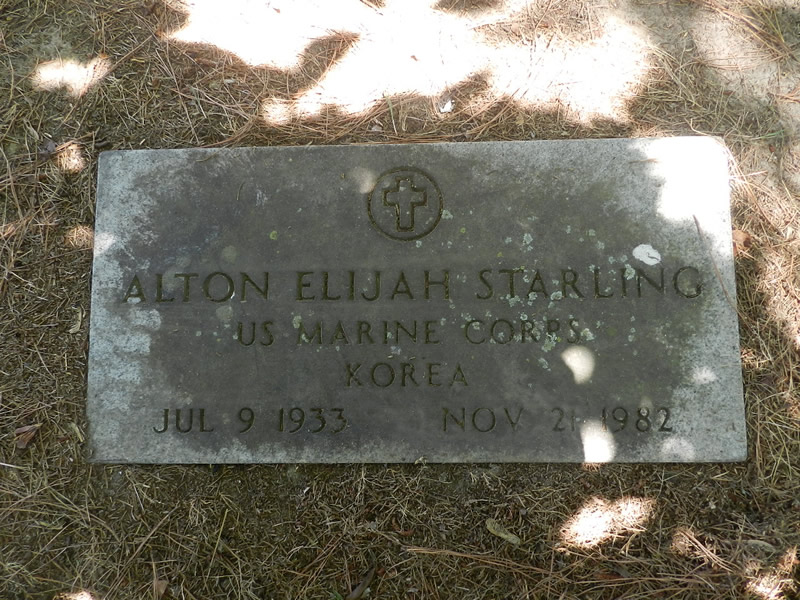 ALTON ELIJAH STARLING
US MARINE CORPS
KOREA
JUL 9 1933 NOV 21 1982